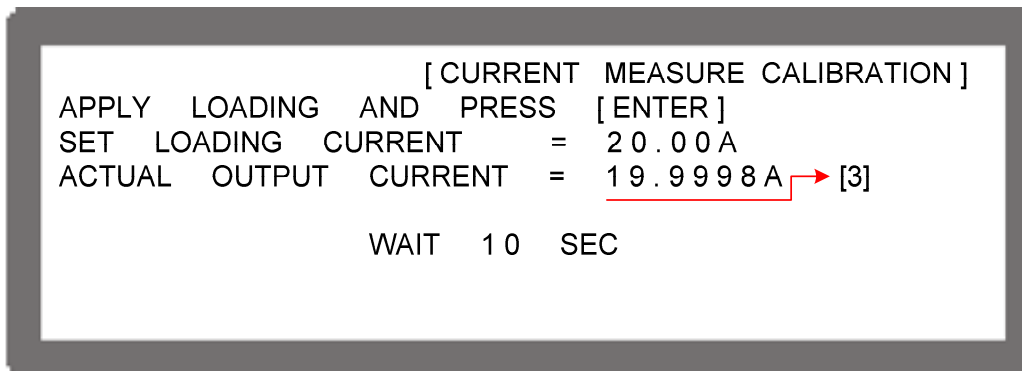 [ CURRENT MEASURE CALIBRATION ]
APPLY LOADING AND PRESS [ ENTER ]
SET LOADING CURRENT = 20.00A
ACTUAL OUTPUT CURRENT = 19.9998A [3]
WAIT 10 SEC